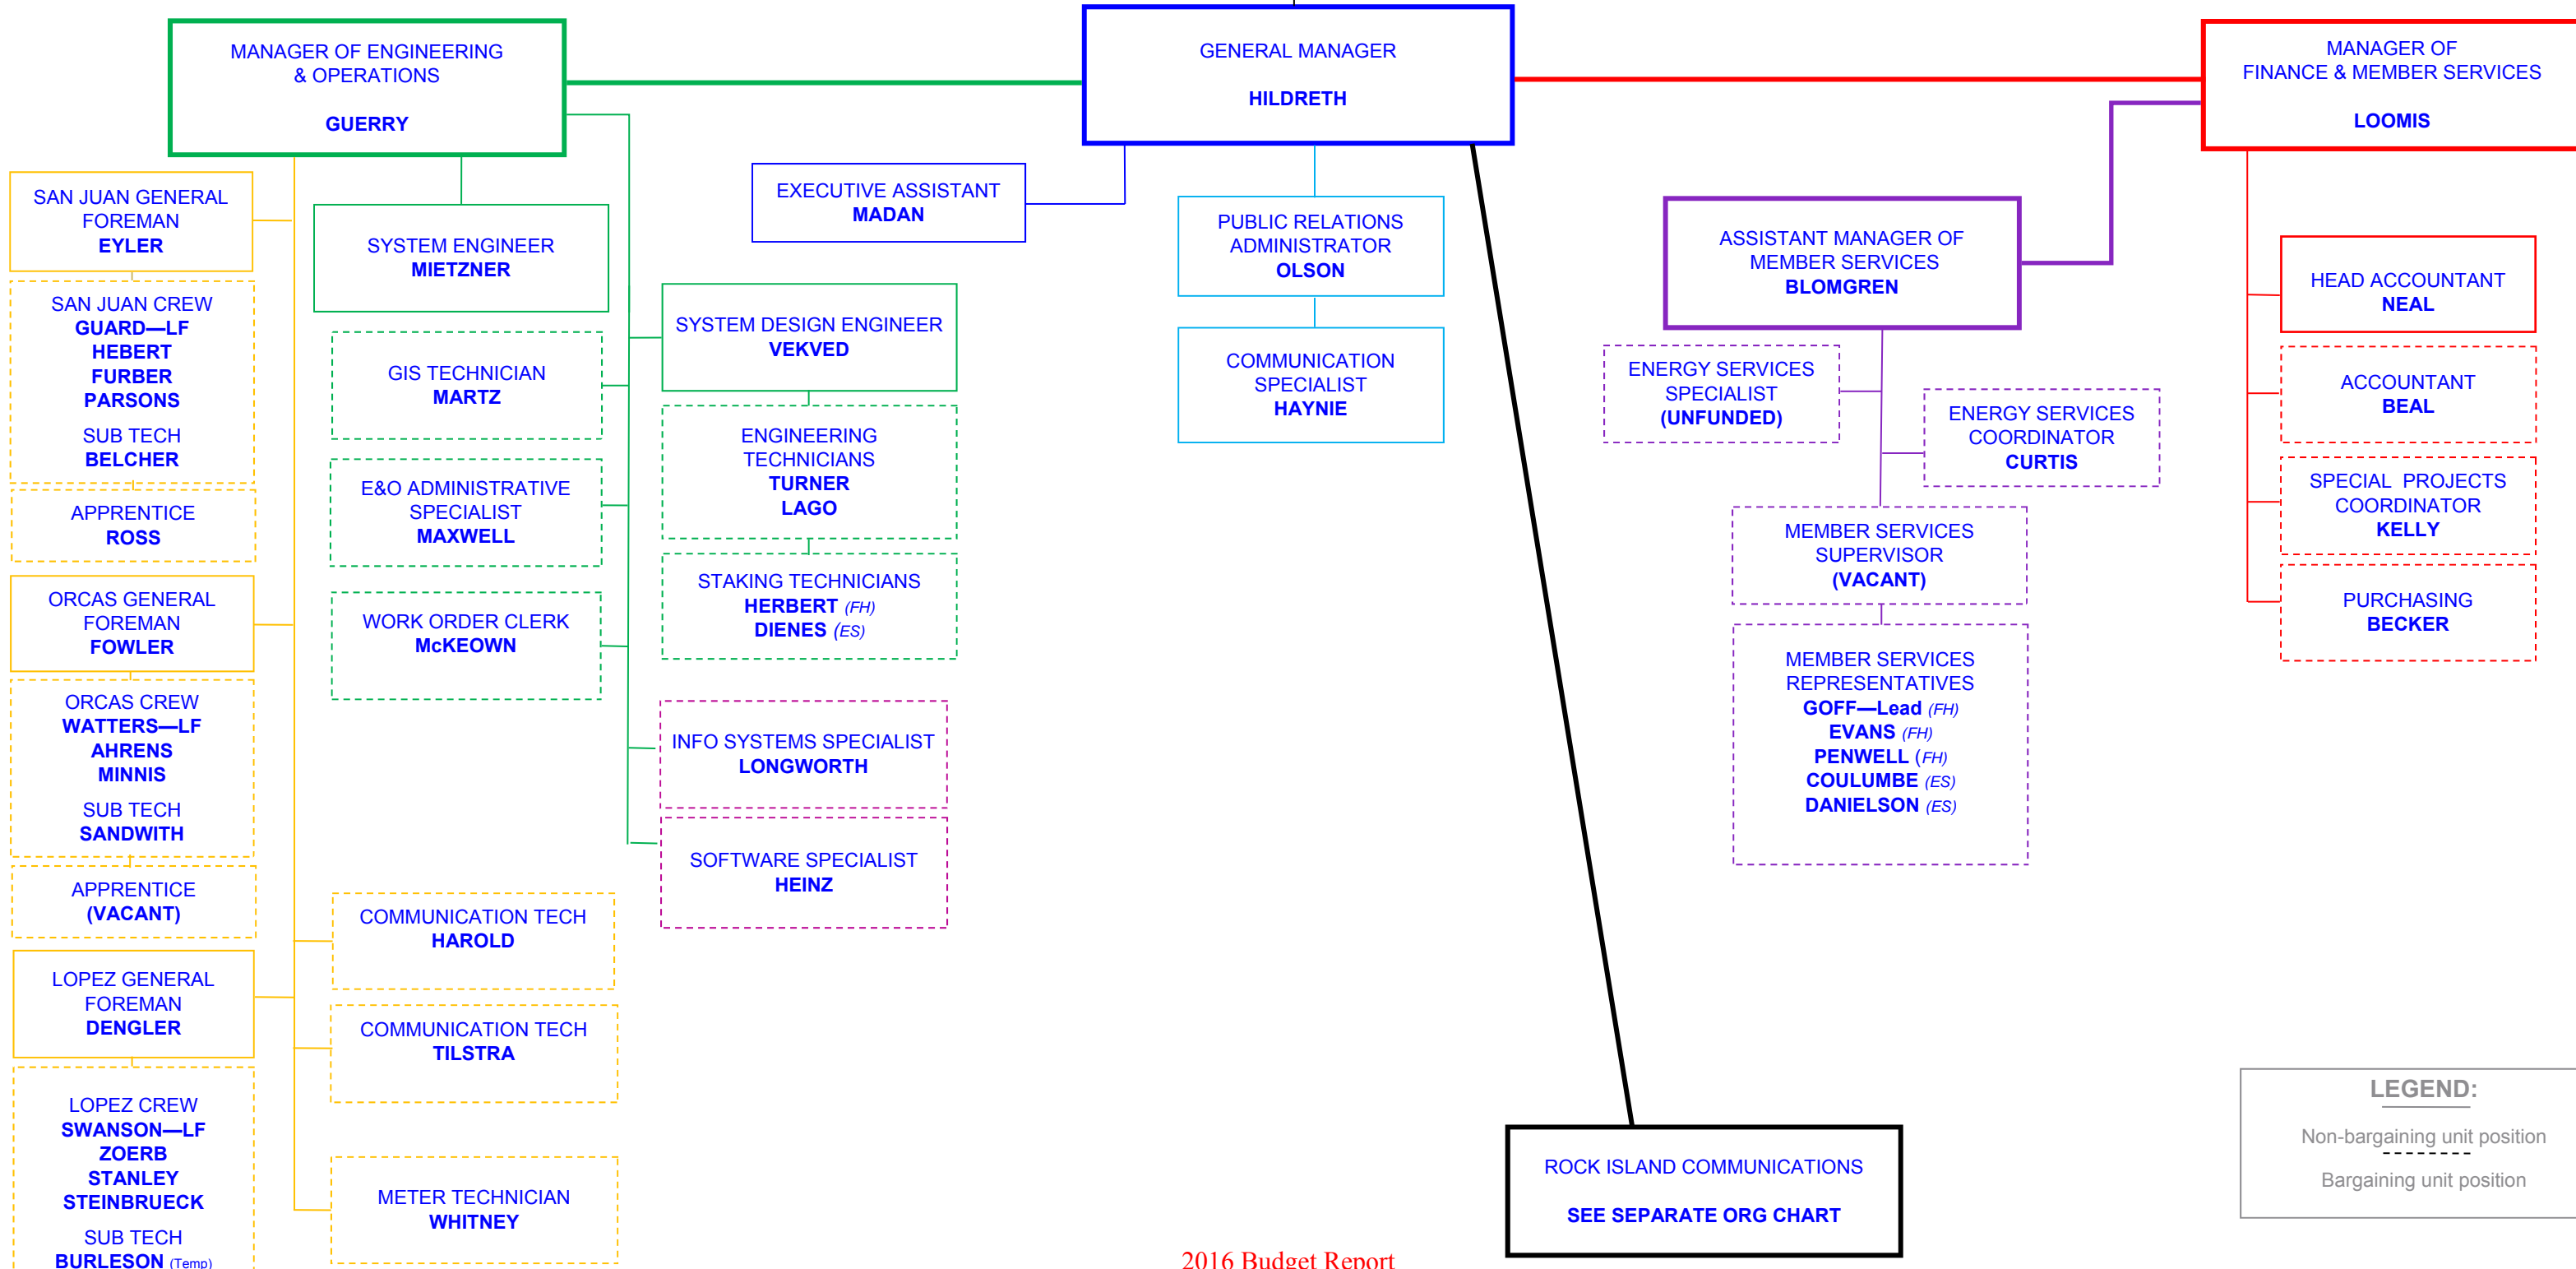 MANAGER OF ENGINEERING
& OPERATIONS
GUERRY
GENERAL MANAGER
HILDRETH
MANAGER OF
FINANCE & MEMBER SERVICES
LOOMIS
SAN JUAN GENERAL
FOREMAN
EYLER
SAN JUAN CREW
GUARD—LF
HEBERT
FURBER
PARSONS
SUB TECH
BELCHER
APPRENTICE
ROSS
ORCAS GENERAL
FOREMAN
FOWLER
ORCAS CREW
WATTERS—LF
AHRENS
MINNIS
SUB TECH
SANDWITH
APPRENTICE
(VACANT)
LOPEZ GENERAL
FOREMAN
DENGLER
LOPEZ CREW
SWANSON—LF
ZOERB
STANLEY
STEINBRUECK
SUB TECH
BURLESON (Temp)
SYSTEM ENGINEER
MIETZNER
GIS TECHNICIAN
MARTZ
E&O ADMINISTRATIVE
SPECIALIST
MAXWELL
WORK ORDER CLERK
McKEOWN
COMMUNICATION TECH
HAROLD
COMMUNICATION TECH
TILSTRA
METER TECHNICIAN
WHITNEY
SYSTEM DESIGN ENGINEER
VEKVED
ENGINEERING
TECHNICIANS
TURNER
LAGO
STAKING TECHNICIANS
HERBERT (FH)
DIENES (ES)
INFO SYSTEMS SPECIALIST
LONGWORTH
SOFTWARE SPECIALIST
HEINZ
EXECUTIVE ASSISTANT
MADAN
PUBLIC RELATIONS
ADMINISTRATOR
OLSON
COMMUNICATION
SPECIALIST
HAYNIE
ASSISTANT MANAGER OF
MEMBER SERVICES
BLOMGREN
ENERGY SERVICES
SPECIALIST
(UNFUNDED)
ENERGY SERVICES
COORDINATOR
CURTIS
MEMBER SERVICES
SUPERVISOR
(VACANT)
MEMBER SERVICES
REPRESENTATIVES
GOFF—Lead (FH)
EVANS (FH)
PENWELL (FH)
COULUMBE (ES)
DANIELSON (ES)
HEAD ACCOUNTANT
NEAL
ACCOUNTANT
BEAL
SPECIAL PROJECTS
COORDINATOR
KELLY
PURCHASING
BECKER
ROCK ISLAND COMMUNICATIONS
SEE SEPARATE ORG CHART
LEGEND:
Non-bargaining unit position
Bargaining unit position
2016 Budget Report